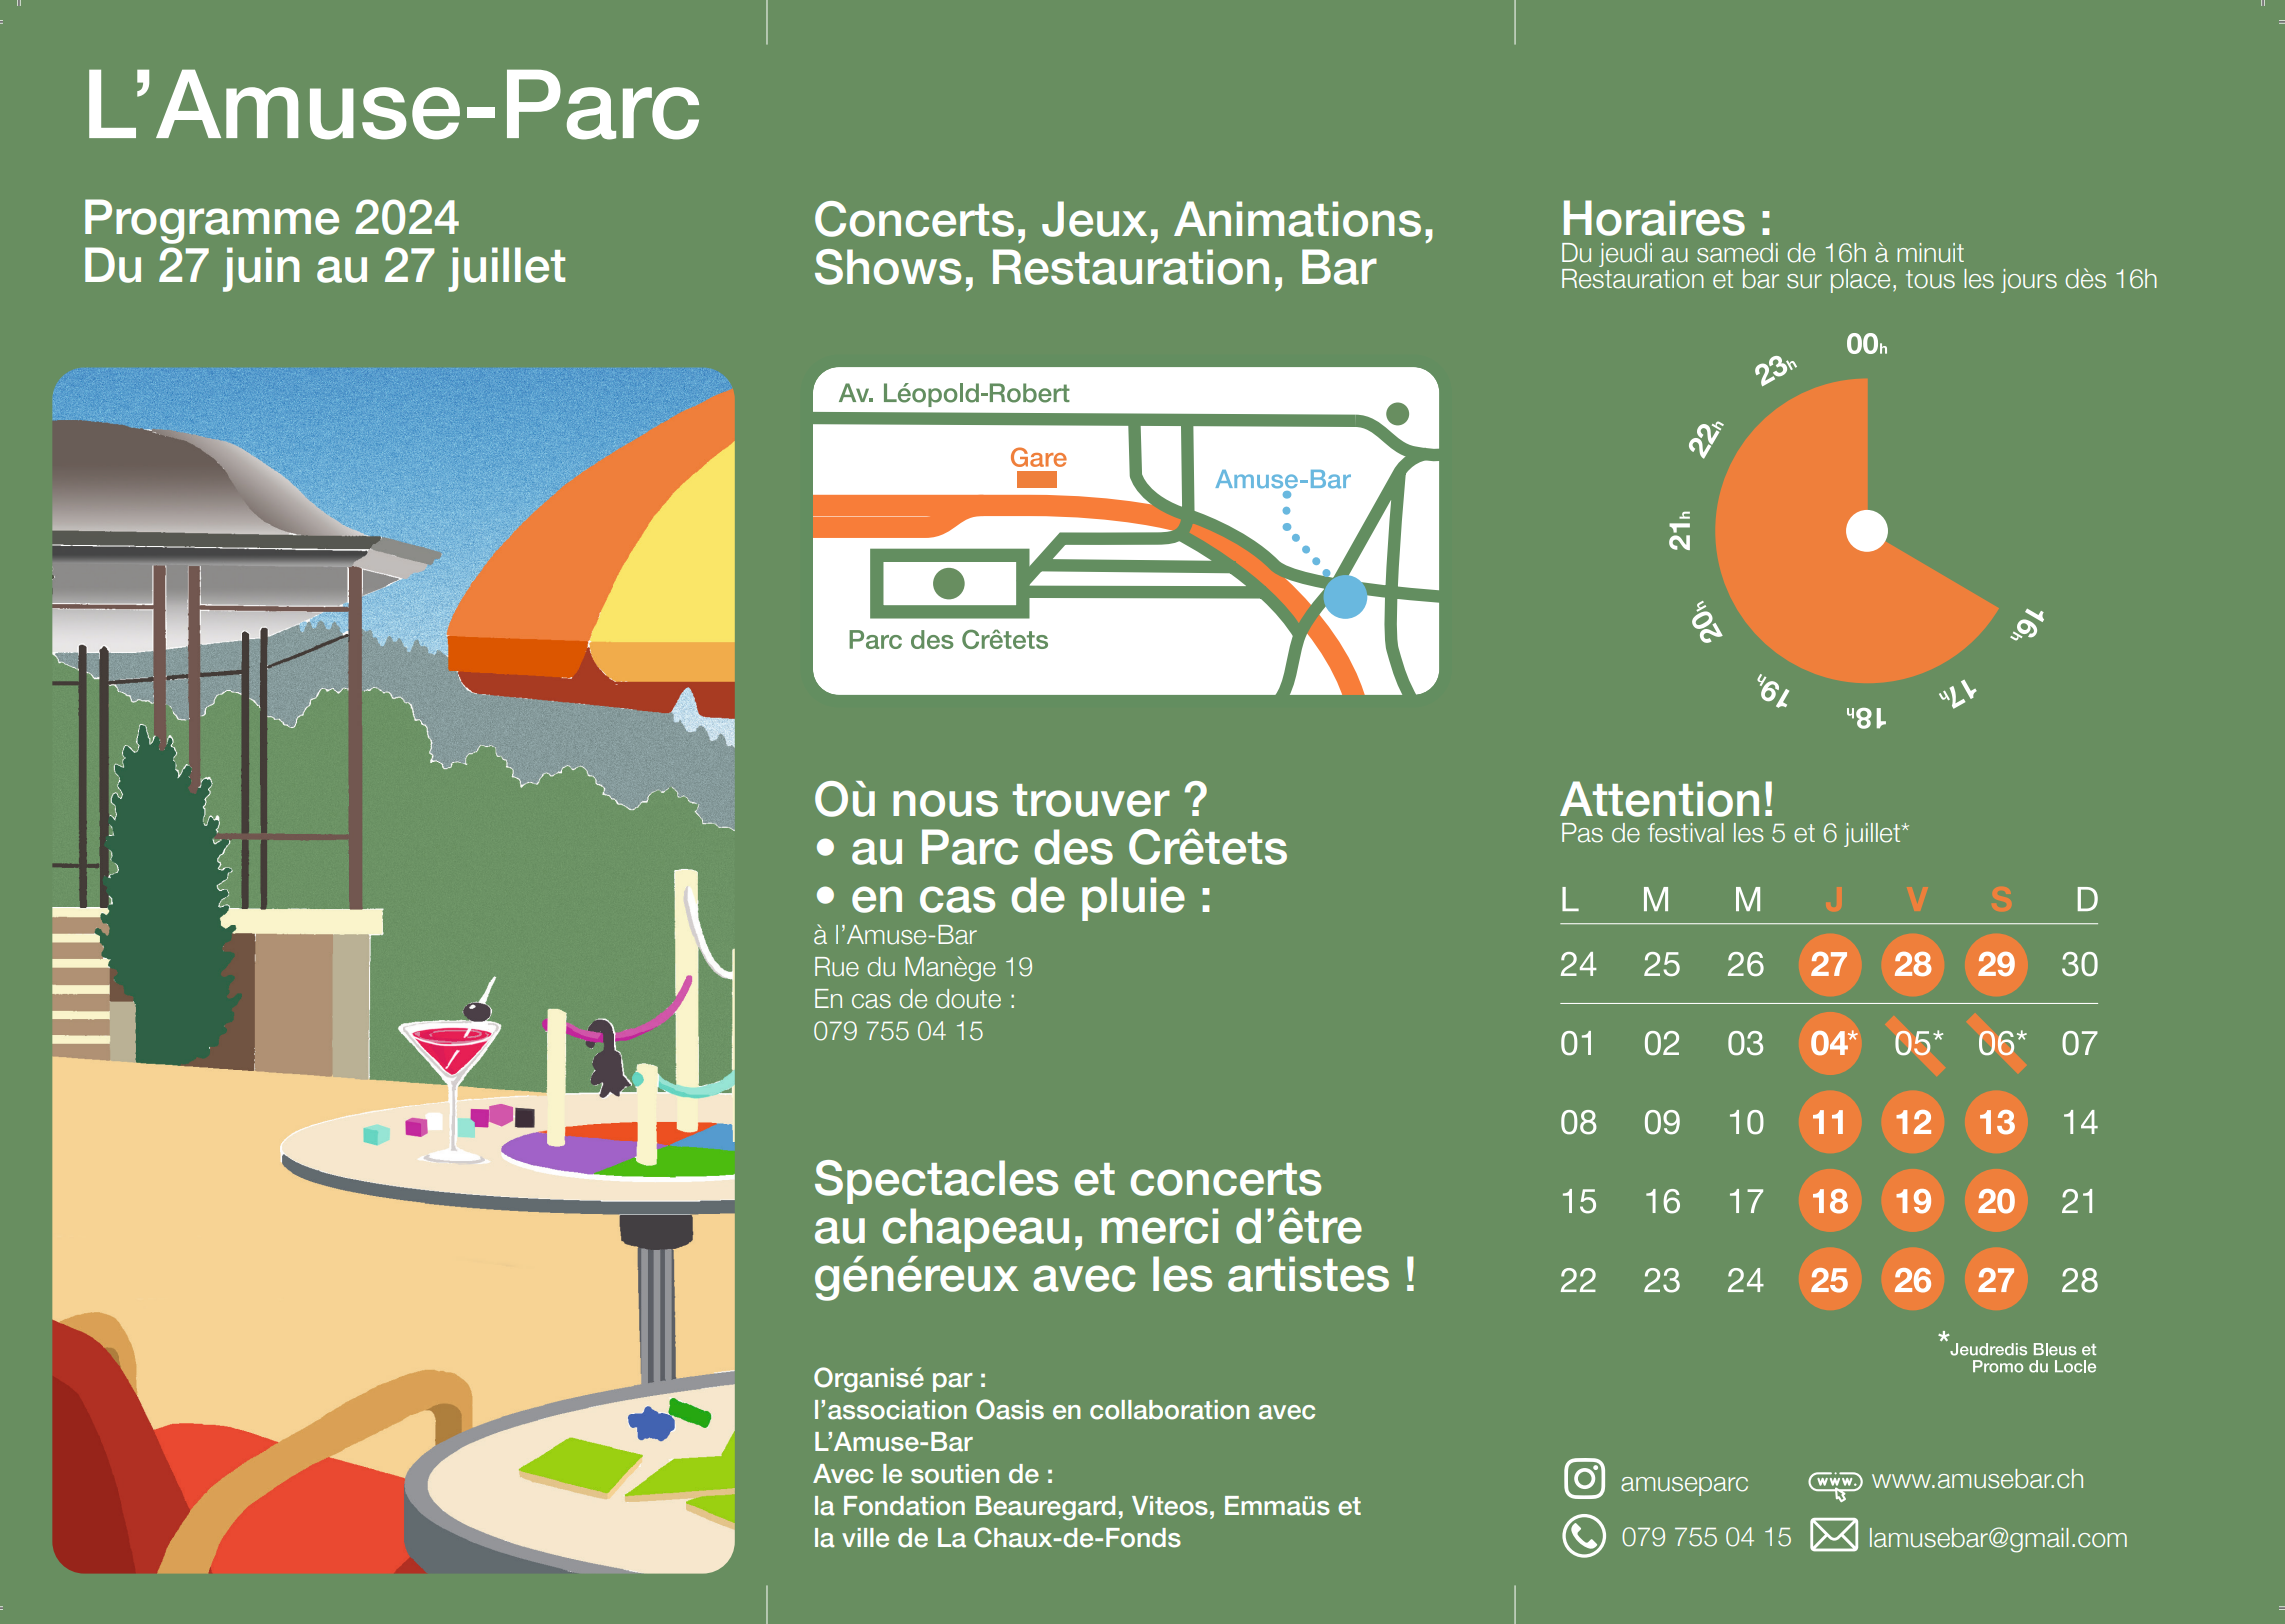 L’Amuse-Parc
Programme 2024
Du 27 juin au 27 juillet
Concerts, Jeux, Animations,
Shows, Restauration, Bar
Av. Léopold-Robert
Gare
Amuse-Bar
Parc des Crêtets
Où nous trouver ?
• au Parc des Crêtets
• en cas de pluie :
à l’Amuse-Bar
Rue du Manège 19
En cas de doute :
079 755 04 15
Spectacles et concerts
au chapeau, merci d’être
généreux avec les artistes !
Organisé par :
l’association Oasis en collaboration avec
L’Amuse-Bar
Avec le soutien de :
la Fondation Beauregard, Viteos, Emmaüs et
la ville de La Chaux-de-Fonds
Horaires :
Du jeudi au samedi de 16h à minuit
Restauration et bar sur place, tous les jours dès 16h
00h
23h
22h
21h
20h
19h
18h
17h
16h
Attention!
Pas de festival les 5 et 6 juillet*
L M M J V S D
24 25 26 27 28 29 30
01 02 03 04* 05* 06* 07
08 09 10 11 12 13 14
15 16 17 18 19 20 21
22 23 24 25 26 27 28
*Jeudredis Bleus et
Promo du Locle
amuseparc
www. www.amusebar.ch
079 755 04 15
lamusebar@gmail.com